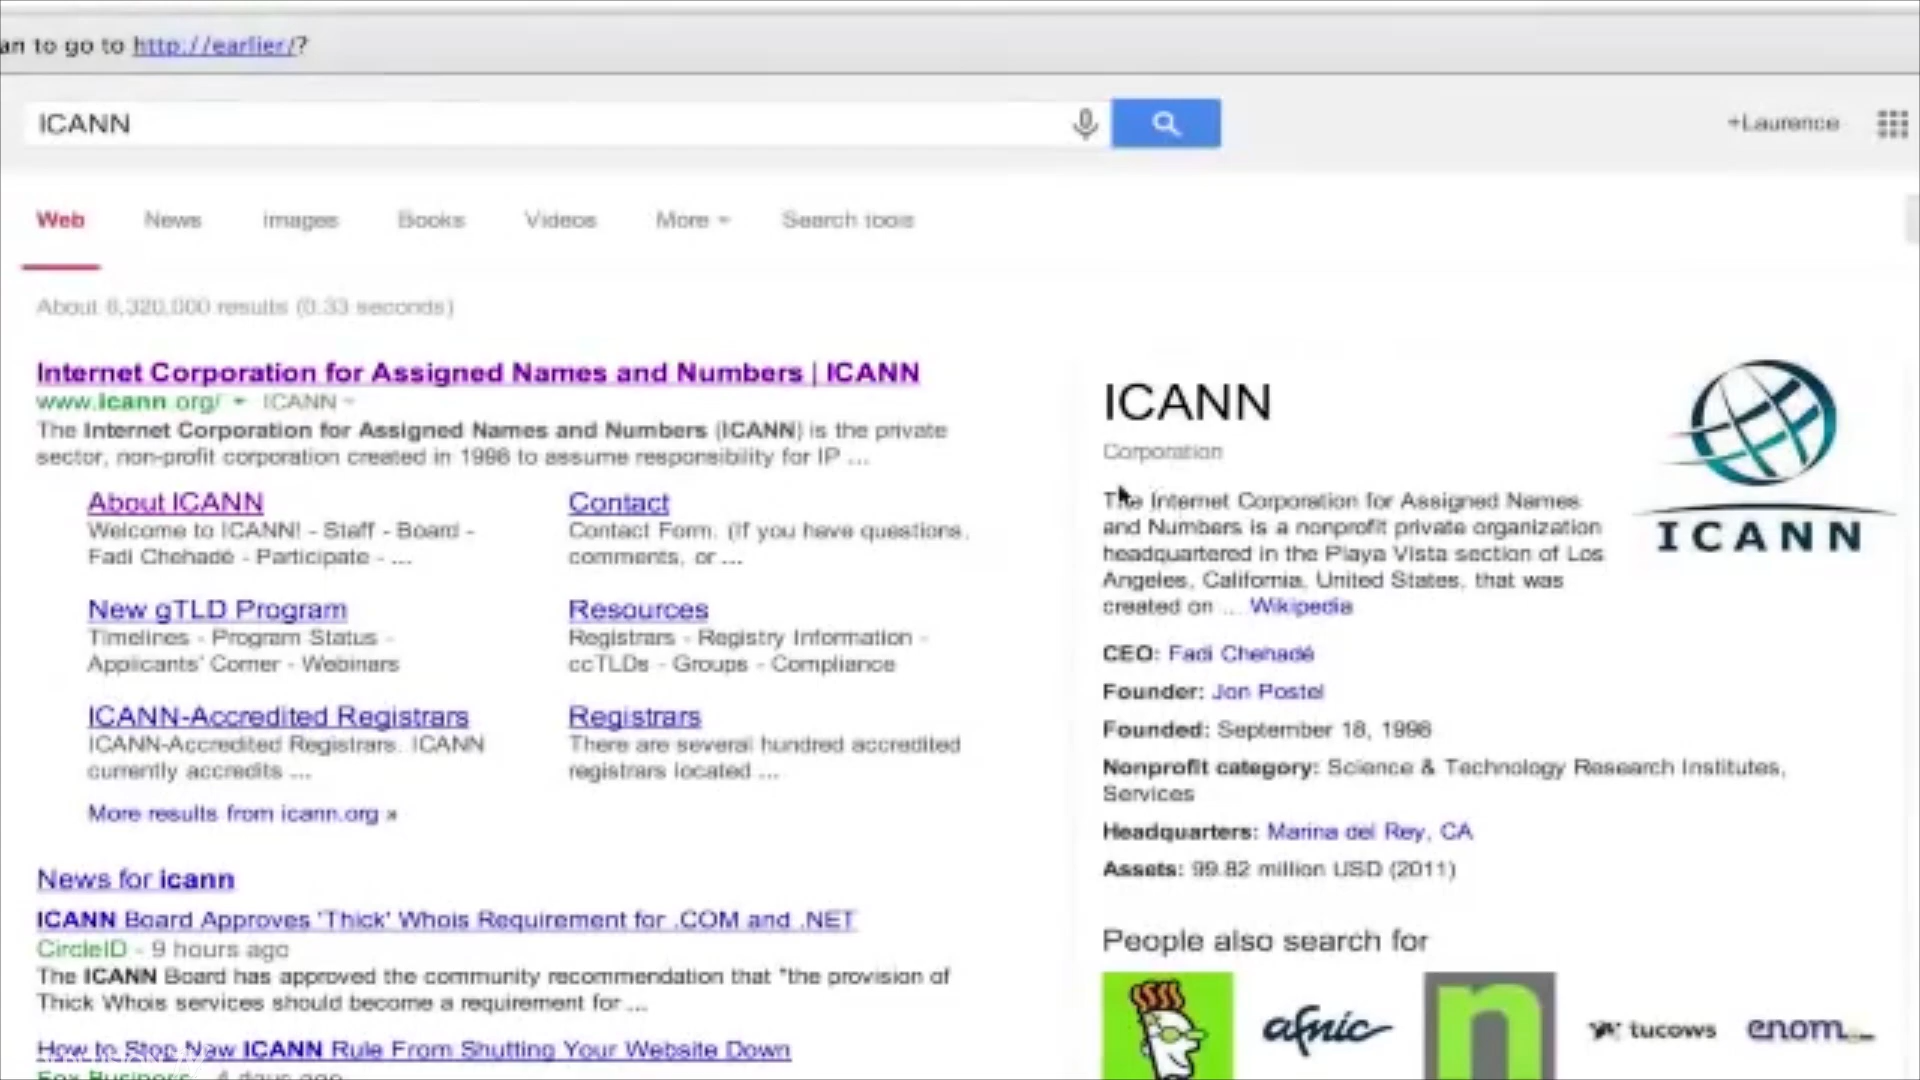 an to go to http://earlier/?
ICANN
+Laurence
Web News Images Books Videos More Search tools
About 6,320,000 results (0.33 seconds)
Internet Corporation for Assigned Names and Numbers | ICANN
www.icann.org/ ICANN
The Internet Corporation for Assigned Names and Numbers (ICANN) is the private
sector, non-profit corporation created in 1998 to assume responsibility for IP ...
About ICANN
Welcome to ICANN! - Staff - Board -
Fadi Chehadé - Participate - ...
Contact
Contact Form. (If you have questions,
comments, or ...
New gTLD Program
Timelines - Program Status -
Applicants' Corner - Webinars
Resources
Registrars - Registry Information -
ccTLDs - Groups - Compliance
ICANN-Accredited Registrars
ICANN-Accredited Registrars. ICANN
currently accredits ...
Registrars
There are several hundred accredited
registrars located ...
More results from icann.org »
News for icann
ICANN Board Approves 'Thick' Whois Requirement for .COM and .NET
CircleID - 9 hours ago
The ICANN Board has approved the community recommendation that "the provision of
Thick Whois services should become a requirement for ...
How to Stop New ICANN Rule From Shutting Your Website Down
Fox Business - 4 days ago
ICANN
Corporation
ICANN
The Internet Corporation for Assigned Names
and Numbers is a nonprofit private organization
headquartered in the Playa Vista section of Los
Angeles, California, United States, that was
created on ... Wikipedia
CEO: Fadi Chehadé
Founder: Jon Postel
Founded: September 18, 1998
Nonprofit category: Science & Technology Research Institutes,
Services
Headquarters: Marina del Rey, CA
Assets: 99.82 million USD (2011)
People also search for
afnic n tucows enom